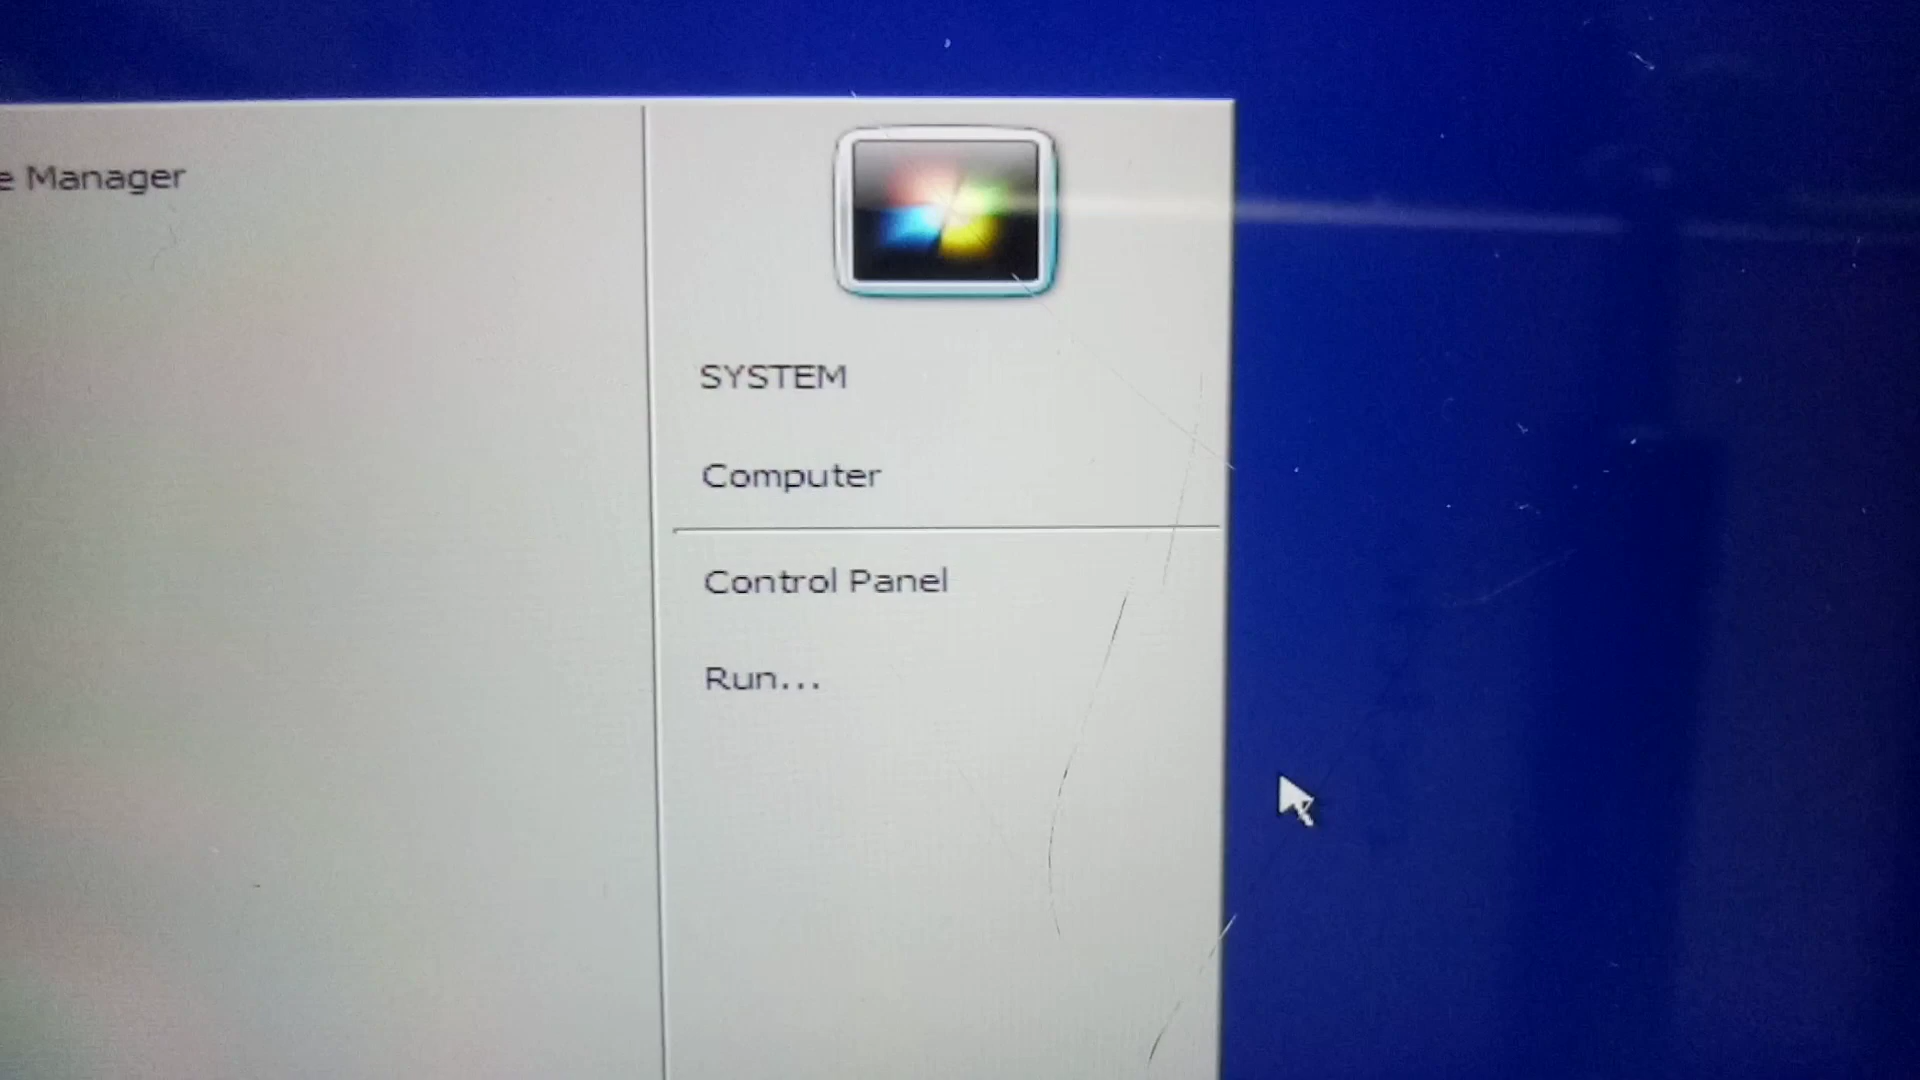 e Manager
SYSTEM
Computer
Control Panel
Run...